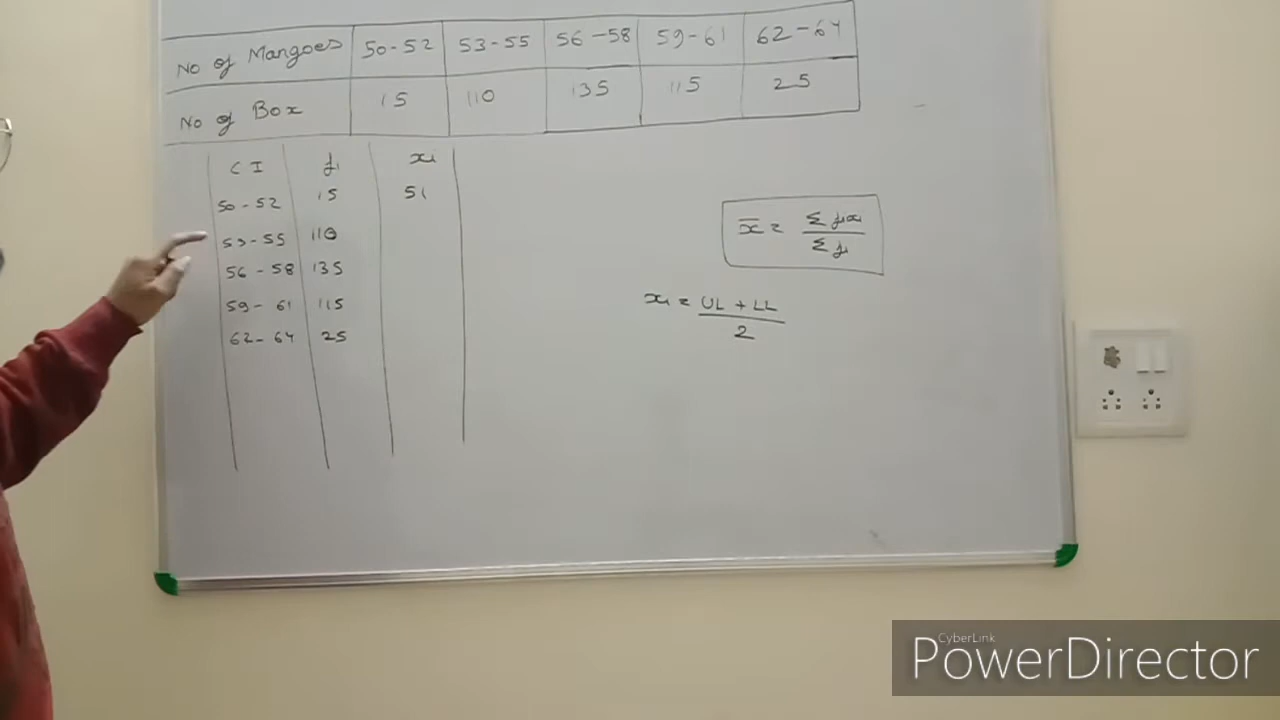 No of Mangoes 50-52 53-55 56-58 59-61 62-64
No of Box 15 110 135 115 25
CI fi xi
50-52 15 51
53-55 110
56-58 135
59-61 115
62-64 25
x̄ = Σ fixi / Σ fi
xi = UL + LL / 2
CyberLink
PowerDirector